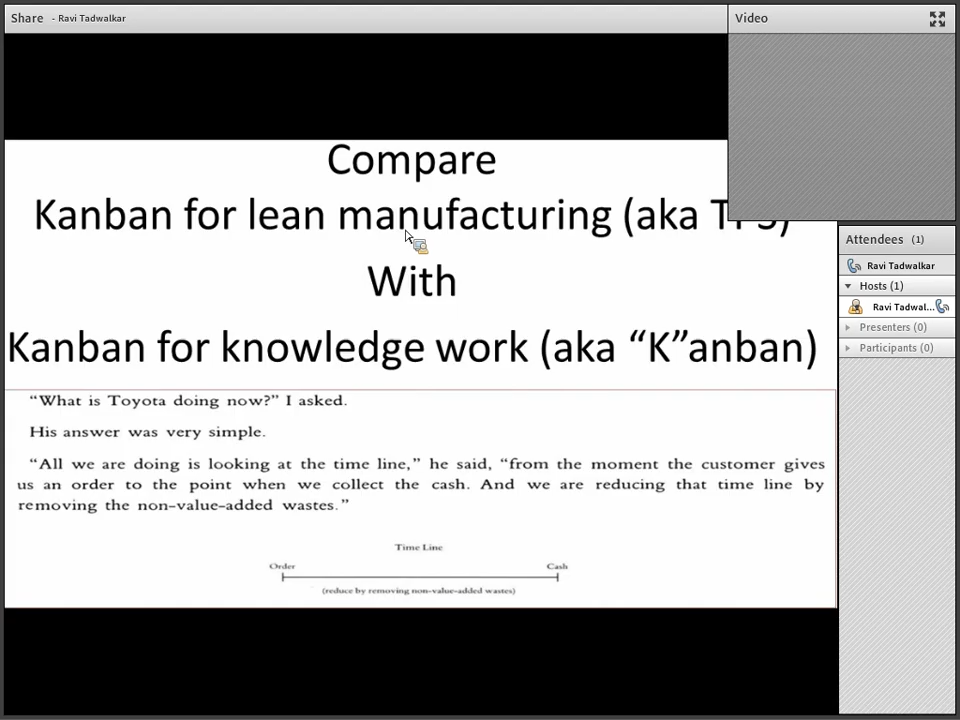 Share - Ravi Tadwalkar
Video
Compare
Kanban for lean manufacturing (aka
With
Kanban for knowledge work (aka “K”anban)
“What is Toyota doing now?” I asked.
His answer was very simple.
“All we are doing is looking at the time line,” he said, “from the moment the customer gives
us an order to the point when we collect the cash. And we are reducing that time line by
removing the non-value-added wastes.”
Time Line
Order
Cash
(reduce by removing non-value-added wastes)
Attendees (1)
Ravi Tadwalkar
Hosts (1)
Ravi Tadwal...
Presenters (0)
Participants (0)